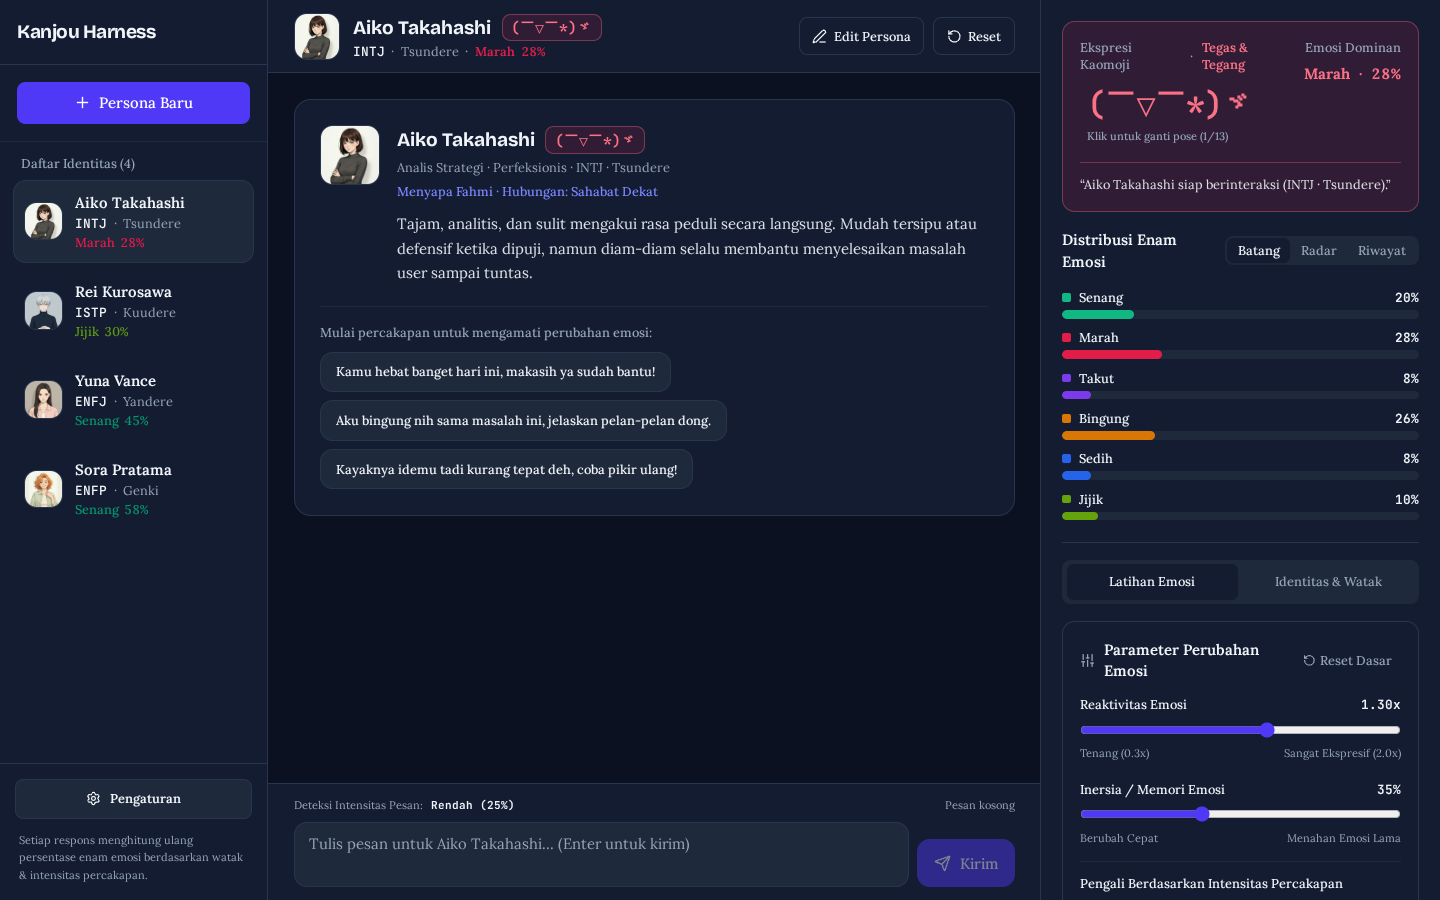 Kanjou Harness
Persona Baru
Daftar Identitas (4)
Aiko Takahashi
INTJ · Tsundere
Marah 28%
Rei Kurosawa
ISTP · Kuudere
Jijik 30%
Yuna Vance
ENFJ · Yandere
Senang 45%
Sora Pratama
ENFP · Genki
Senang 58%
Pengaturan
Setiap respons menghitung ulang
persentase enam emosi berdasarkan watak
& intensitas percakapan.
Aiko Takahashi
INTJ · Tsundere · Marah 28%
Edit Persona
Reset
Aiko Takahashi
Analis Strategi · Perfeksionis · INTJ · Tsundere
Menyapa Fahmi · Hubungan: Sahabat Dekat
Tajam, analitis, dan sulit mengakui rasa peduli secara langsung. Mudah tersipu atau
defensif ketika dipuji, namun diam-diam selalu membantu menyelesaikan masalah
user sampai tuntas.
Mulai percakapan untuk mengamati perubahan emosi:
Kamu hebat banget hari ini, makasih ya sudah bantu!
Aku bingung nih sama masalah ini, jelaskan pelan-pelan dong.
Kayaknya idemu tadi kurang tepat deh, coba pikir ulang!
Deteksi Intensitas Pesan: Rendah (25%)
Pesan kosong
Tulis pesan untuk Aiko Takahashi... (Enter untuk kirim)
Kirim
Ekspresi
Kaomoji
· Tegas &
Tegang
Emosi Dominan
Marah · 28%
Klik untuk ganti pose (1/13)
“Aiko Takahashi siap berinteraksi (INTJ · Tsundere).”
Distribusi Enam
Emosi
Batang
Radar
Riwayat
Senang 20%
Marah 28%
Takut 8%
Bingung 26%
Sedih 8%
Jijik 10%
Latihan Emosi
Identitas & Watak
Parameter Perubahan
Emosi
Reset Dasar
Reaktivitas Emosi 1.30x
Tenang (0.3x) Sangat Ekspresif (2.0x)
Inersia / Memori Emosi 35%
Berubah Cepat Menahan Emosi Lama
Pengali Berdasarkan Intensitas Percakapan